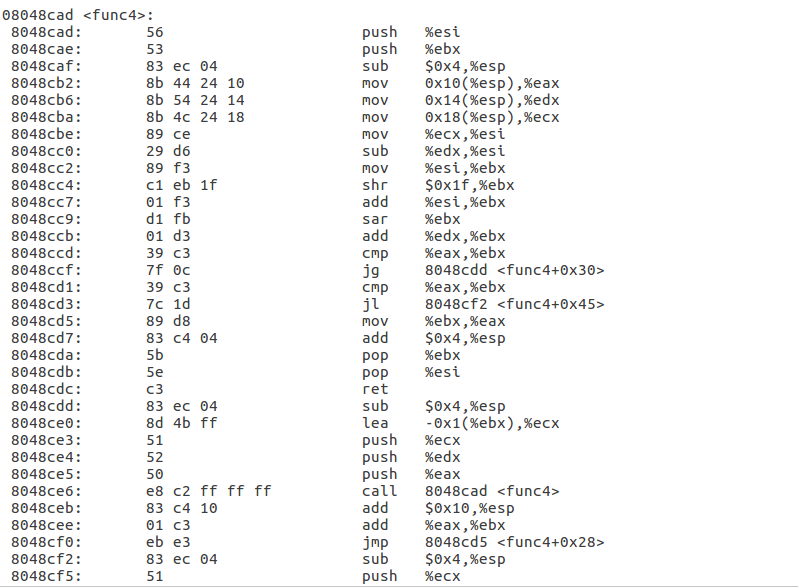 08048cad <func4>:
8048cad: 56 push %esi
8048cae: 53 push %ebx
8048caf: 83 ec 04 sub $0x4,%esp
8048cb2: 8b 44 24 10 mov 0x10(%esp),%eax
8048cb6: 8b 54 24 14 mov 0x14(%esp),%edx
8048cba: 8b 4c 24 18 mov 0x18(%esp),%ecx
8048cbe: 89 ce mov %ecx,%esi
8048cc0: 29 d6 sub %edx,%esi
8048cc2: 89 f3 mov %esi,%ebx
8048cc4: c1 eb 1f shr $0x1f,%ebx
8048cc7: 01 f3 add %esi,%ebx
8048cc9: d1 fb sar %ebx
8048ccb: 01 d3 add %edx,%ebx
8048ccd: 39 c3 cmp %eax,%ebx
8048ccf: 7f 0c jg 8048cdd <func4+0x30>
8048cd1: 39 c3 cmp %eax,%ebx
8048cd3: 7c 1d jl 8048cf2 <func4+0x45>
8048cd5: 89 d8 mov %ebx,%eax
8048cd7: 83 c4 04 add $0x4,%esp
8048cda: 5b pop %ebx
8048cdb: 5e pop %esi
8048cdc: c3 ret
8048cdd: 83 ec 04 sub $0x4,%esp
8048ce0: 8d 4b ff lea -0x1(%ebx),%ecx
8048ce3: 51 push %ecx
8048ce4: 52 push %edx
8048ce5: 50 push %eax
8048ce6: e8 c2 ff ff ff call 8048cad <func4>
8048ceb: 83 c4 10 add $0x10,%esp
8048cee: 01 c3 add %eax,%ebx
8048cf0: eb e3 jmp 8048cd5 <func4+0x28>
8048cf2: 83 ec 04 sub $0x4,%esp
8048cf5: 51 push %ecx